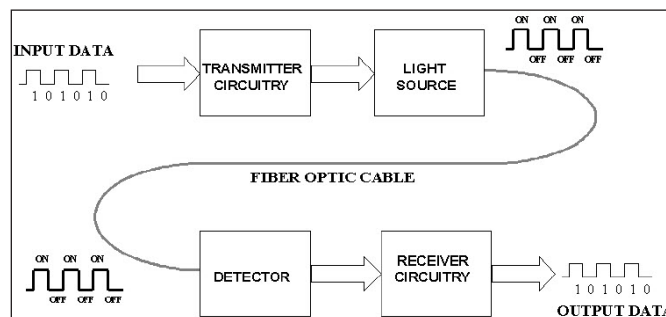 ON ON ON
OFF OFF OFF
INPUT DATA
1 0 1 0 1 0
TRANSMITTER
CIRCUITRY
LIGHT
SOURCE
FIBER OPTIC CABLE
ON ON ON
OFF OFF OFF
DETECTOR
RECEIVER
CIRCUITRY
1 0 1 0 1 0
OUTPUT DATA